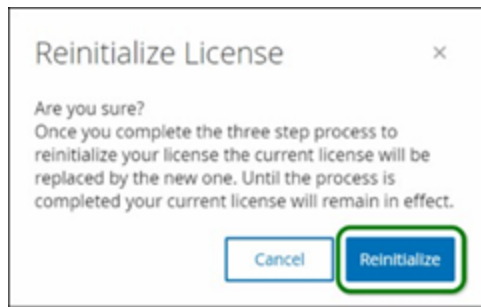 Reinitialize License
Are you sure?
Once you complete the three step process to
reinitialize your license the current license will be
replaced by the new one. Until the process is
completed your current license will remain in effect.
Cancel
Reinitialize